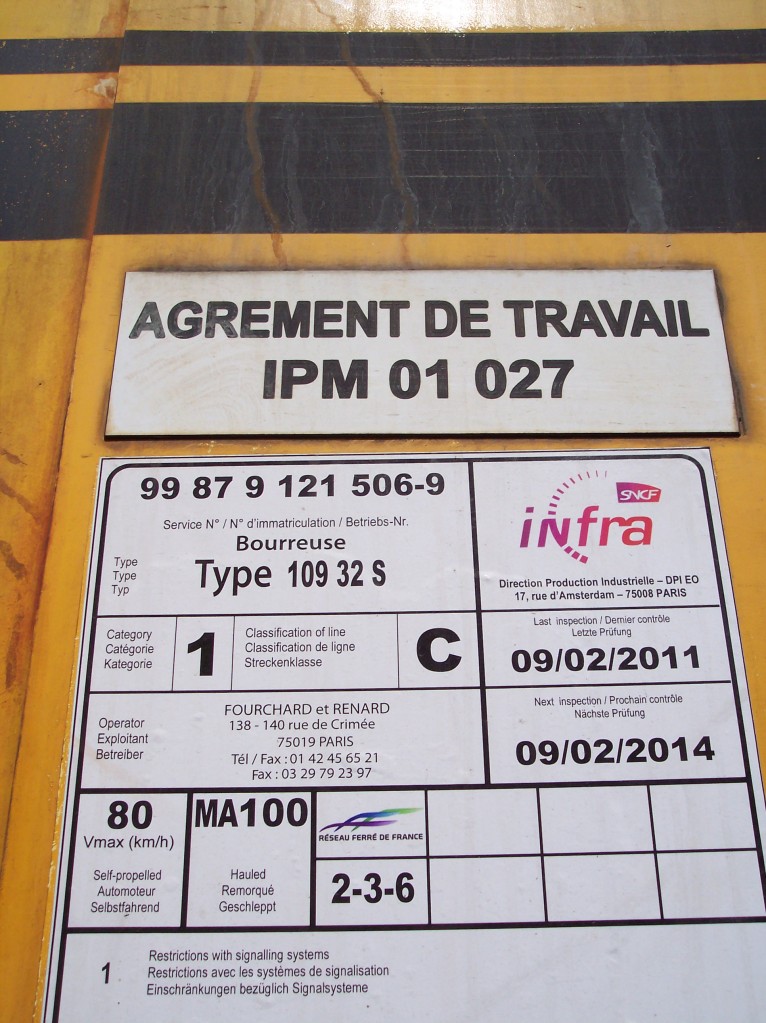 AGREMENT DE TRAVAIL
IPM 01 027
99 87 9 121 506-9
Service N° / N° d'immatriculation / Betriebs-Nr.
Bourreuse
Type
Type
Typ
Type 109 32 S
SNCF
infra
Direction Production Industrielle – DPI EO
17, rue d'Amsterdam – 75008 PARIS
Category
Catégorie
Kategorie
1
Classification of line
Classification de ligne
Streckenklasse
C
Last inspection / Dernier contrôle
Letzte Prüfung
09/02/2011
Operator
Exploitant
Betreiber
FOURCHARD et RENARD
138 - 140 rue de Crimée
75019 PARIS
Tél / Fax : 01 42 45 65 21
Fax : 03 29 79 23 97
Next inspection / Prochain contrôle
Nächste Prüfung
09/02/2014
80
Vmax (km/h)
Self-propelled
Automoteur
Selbstfahrend
MA100
Hauled
Remorqué
Geschleppt
RÉSEAU FERRÉ DE FRANCE
2-3-6
1
Restrictions with signalling systems
Restrictions avec les systèmes de signalisation
Einschränkungen bezüglich Signalsysteme